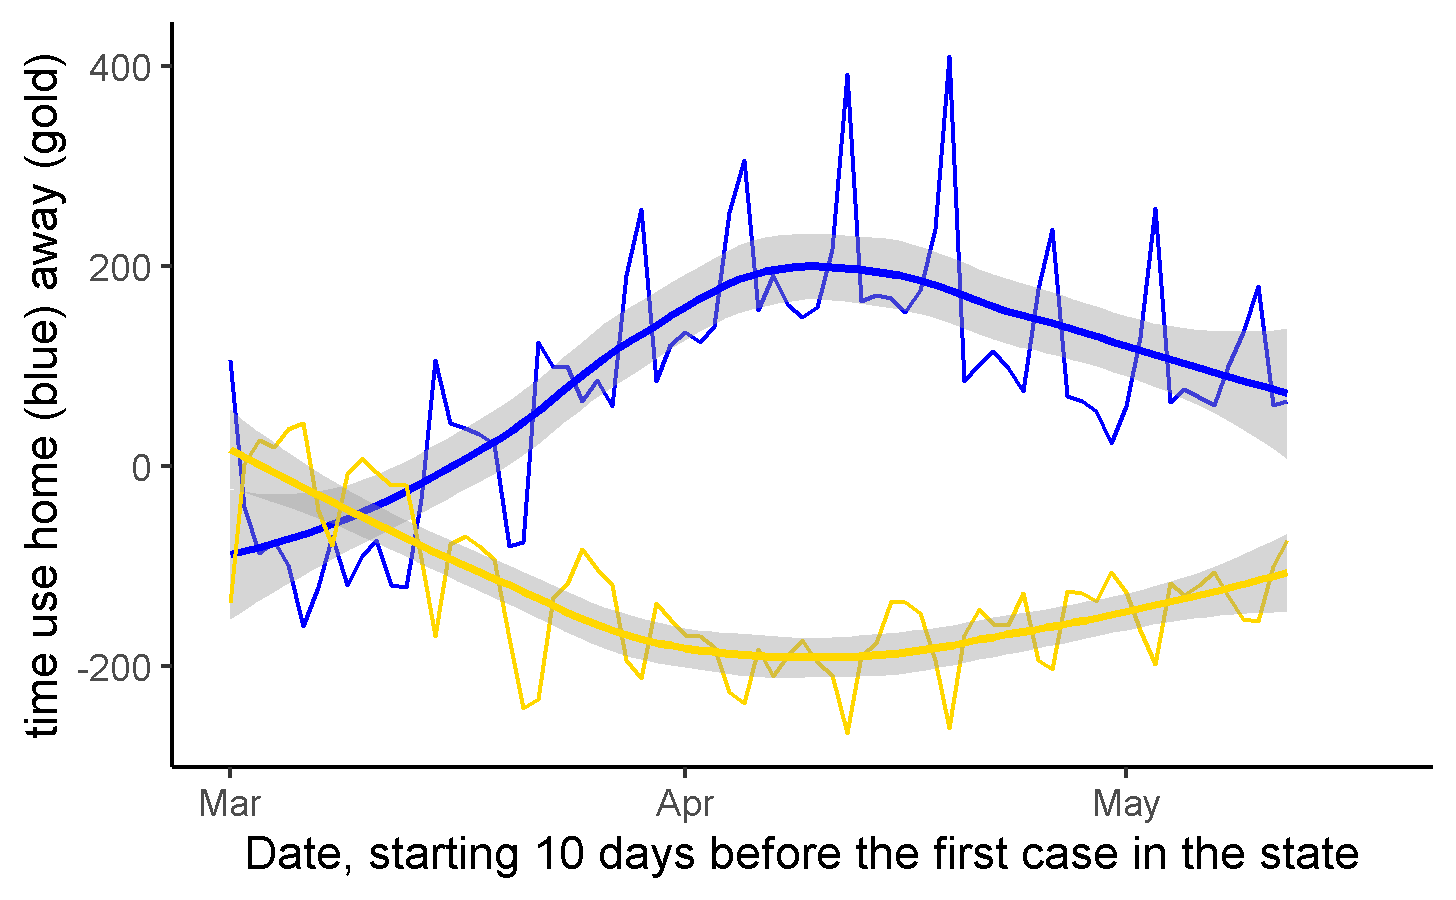 time use home (blue) away (gold)
400
200
0
-200
Mar
Apr
May
Date, starting 10 days before the first case in the state